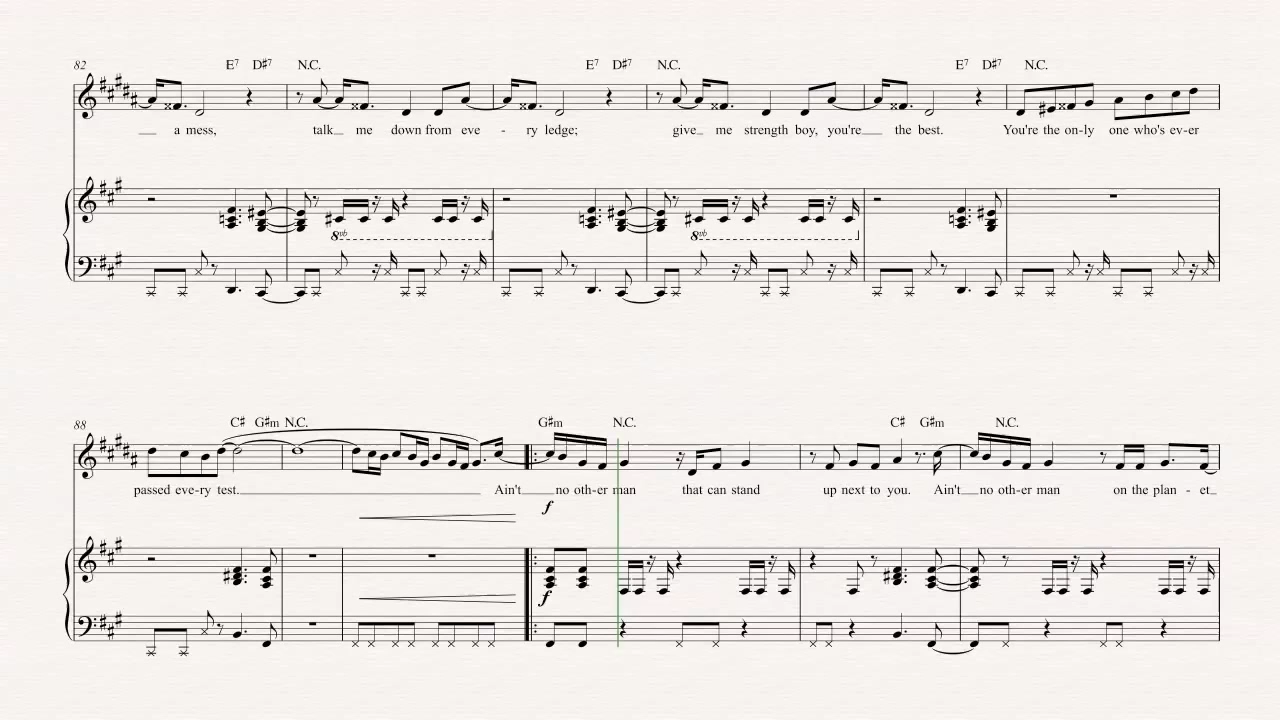 82 E7 D#7 N.C. E7 D#7 N.C. E7 D#7 N.C.
a mess, talk me down from eve - ry ledge; give me strength boy, you're the best. You're the on-ly one who's ev-er
8vb 8vb
88 C# G#m N.C. G#m N.C. C# G#m N.C.
passed eve-ry test. Ain't no oth-er man that can stand up next to you. Ain't no oth-er man on the plan - et
f
f